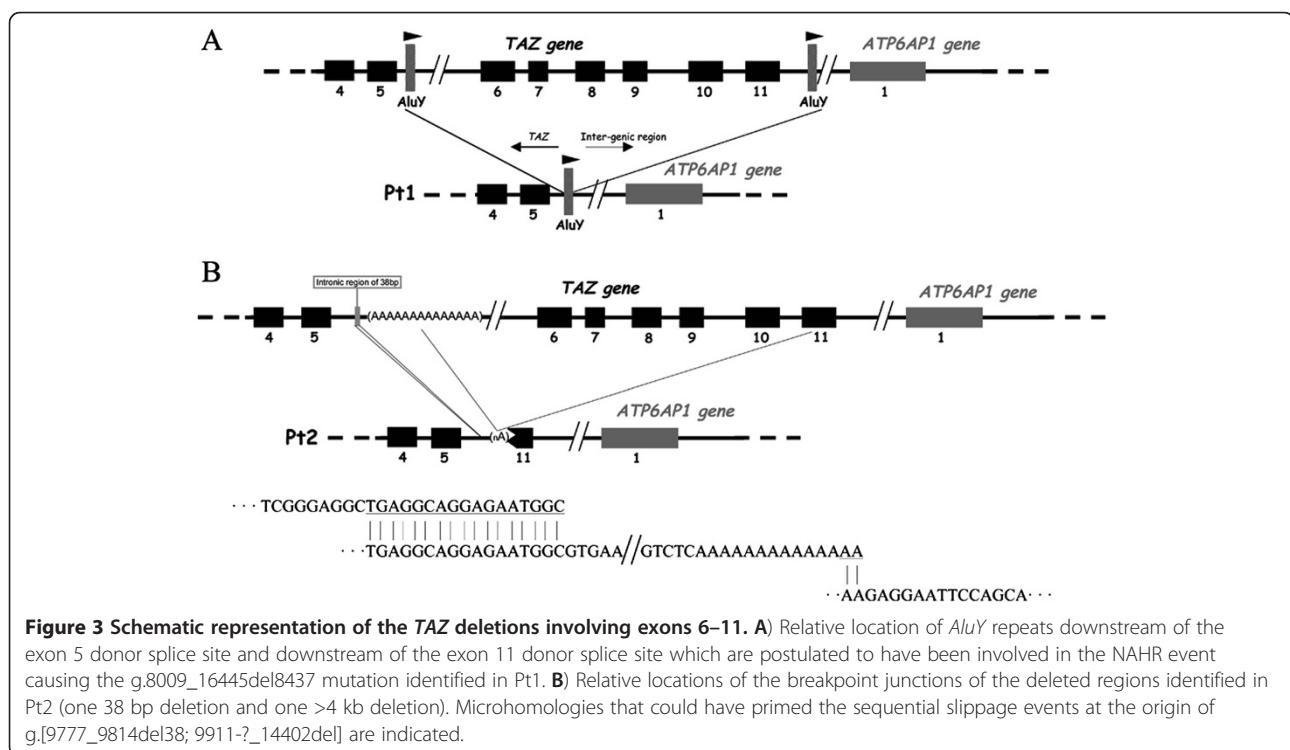 A
TAZ gene
ATP6AP1 gene
4 5 6 7 8 9 10 11 1
AluY AluY
TAZ Inter-genic region
ATP6AP1 gene
Pt1
4 5 1
AluY
B
Intronic region of 38bp
TAZ gene
ATP6AP1 gene
(AAAAAAAAAAAAAA)
4 5 6 7 8 9 10 11 1
ATP6AP1 gene
Pt2
(nA)
4 5 11 1
···TCGGGAGGCTGAGGCAGGAGAATGGC
···TGAGGCAGGAGAATGGCGTGAA//GTCTCAAAAAAAAAAAAAAA
··AAGAGGAATTCCAGCA···
Figure 3 Schematic representation of the TAZ deletions involving exons 6–11. A) Relative location of AluY repeats downstream of the
exon 5 donor splice site and downstream of the exon 11 donor splice site which are postulated to have been involved in the NAHR event
causing the g.8009_16445del8437 mutation identified in Pt1. B) Relative locations of the breakpoint junctions of the deleted regions identified in
Pt2 (one 38 bp deletion and one >4 kb deletion). Microhomologies that could have primed the sequential slippage events at the origin of
g.[9777_9814del38; 9911-?_14402del] are indicated.